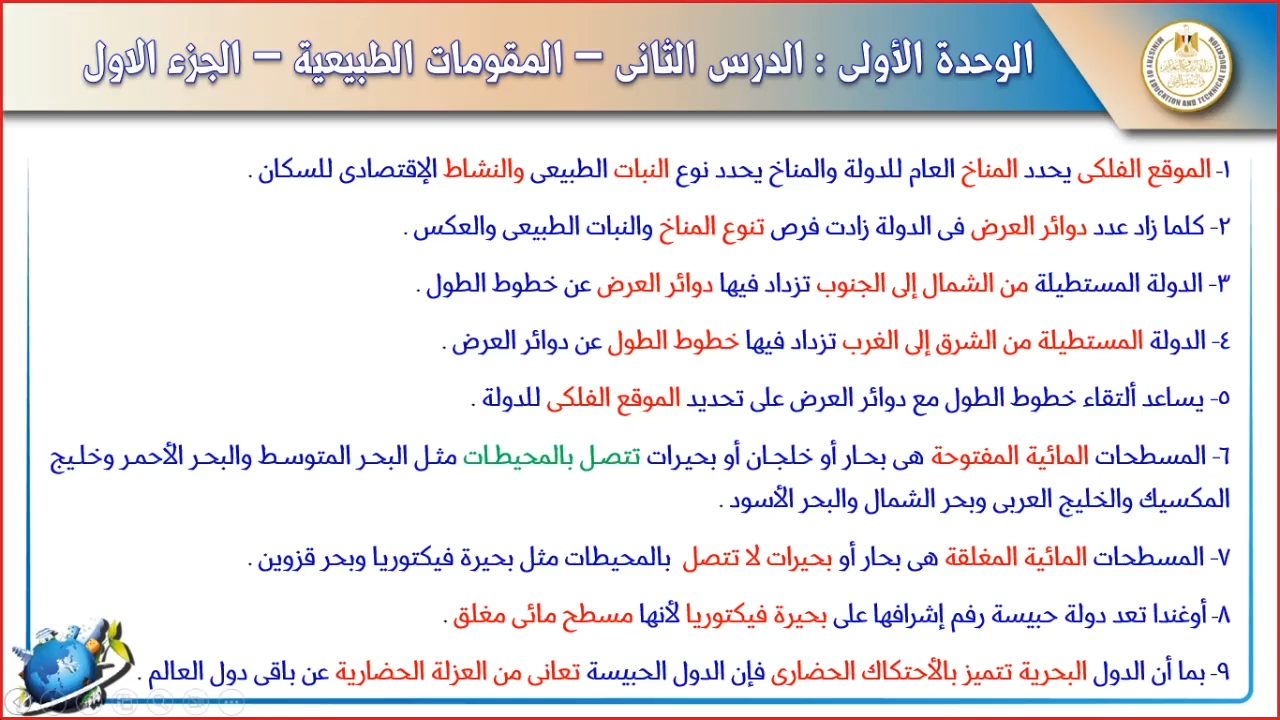 الوحدة الأولى : الدرس الثانى – المقومات الطبيعية – الجزء الاول
MINISTRY OF EDUCATION AND TECHNICAL EDUCATION
١- الموقع الفلكى يحدد المناخ العام للدولة والمناخ يحدد نوع النبات الطبيعى والنشاط الإقتصادى للسكان .
٢- كلما زاد عدد دوائر العرض فى الدولة زادت فرص تنوع المناخ والنبات الطبيعى والعكس .
٣- الدولة المستطيلة من الشمال إلى الجنوب تزداد فيها دوائر العرض عن خطوط الطول .
٤- الدولة المستطيلة من الشرق إلى الغرب تزداد فيها خطوط الطول عن دوائر العرض .
٥- يساعد ألتقاء خطوط الطول مع دوائر العرض على تحديد الموقع الفلكى للدولة .
٦- المسطحات المائية المفتوحة هى بحار أو خلجان أو بحيرات تتصل بالمحيطات مثل البحر المتوسط والبحر الأحمر وخليج
المكسيك والخليج العربى وبحر الشمال والبحر الأسود .
٧- المسطحات المائية المغلقة هى بحار أو بحيرات لا تتصل بالمحيطات مثل بحيرة فيكتوريا وبحر قزوين .
٨- أوغندا تعد دولة حبيسة رفم إشرافها على بحيرة فيكتوريا لأنها مسطح مائى مغلق .
٩- بما أن الدول البحرية تتميز بالأحتكاك الحضارى فإن الدول الحبيسة تعانى من العزلة الحضارية عن باقى دول العالم .